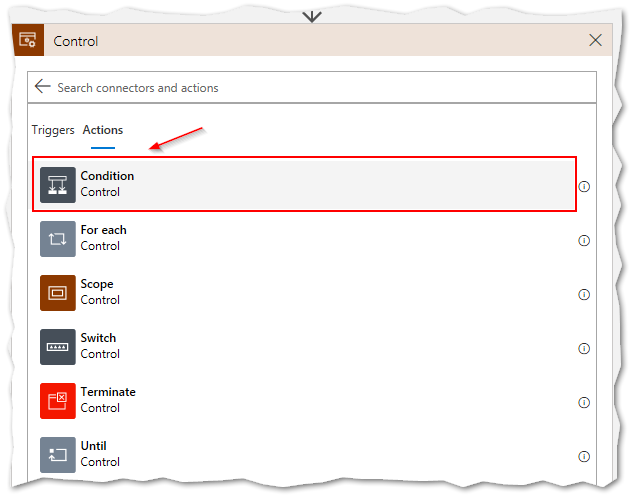 Control
Search connectors and actions
Triggers Actions
Condition
Control
For each
Control
Scope
Control
Switch
Control
Terminate
Control
Until
Control